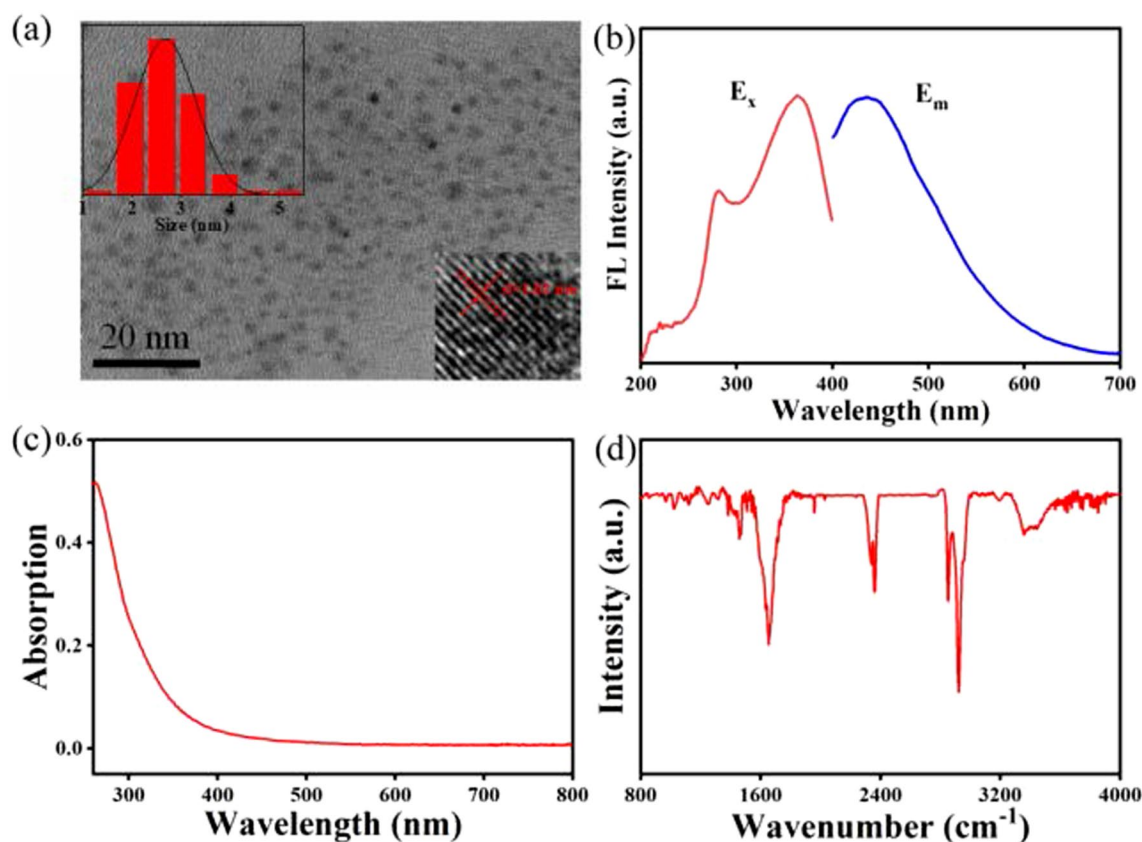 (a)
1 2 3 4 5
Size (nm)
20 nm
(b)
E_x
E_m
FL Intensity (a.u.)
200 300 400 500 600 700
Wavelength (nm)
(c)
0.6
0.4
0.2
0.0
Absorption
300 400 500 600 700 800
Wavelength (nm)
(d)
Intensity (a.u.)
800 1600 2400 3200 4000
Wavenumber (cm⁻¹)